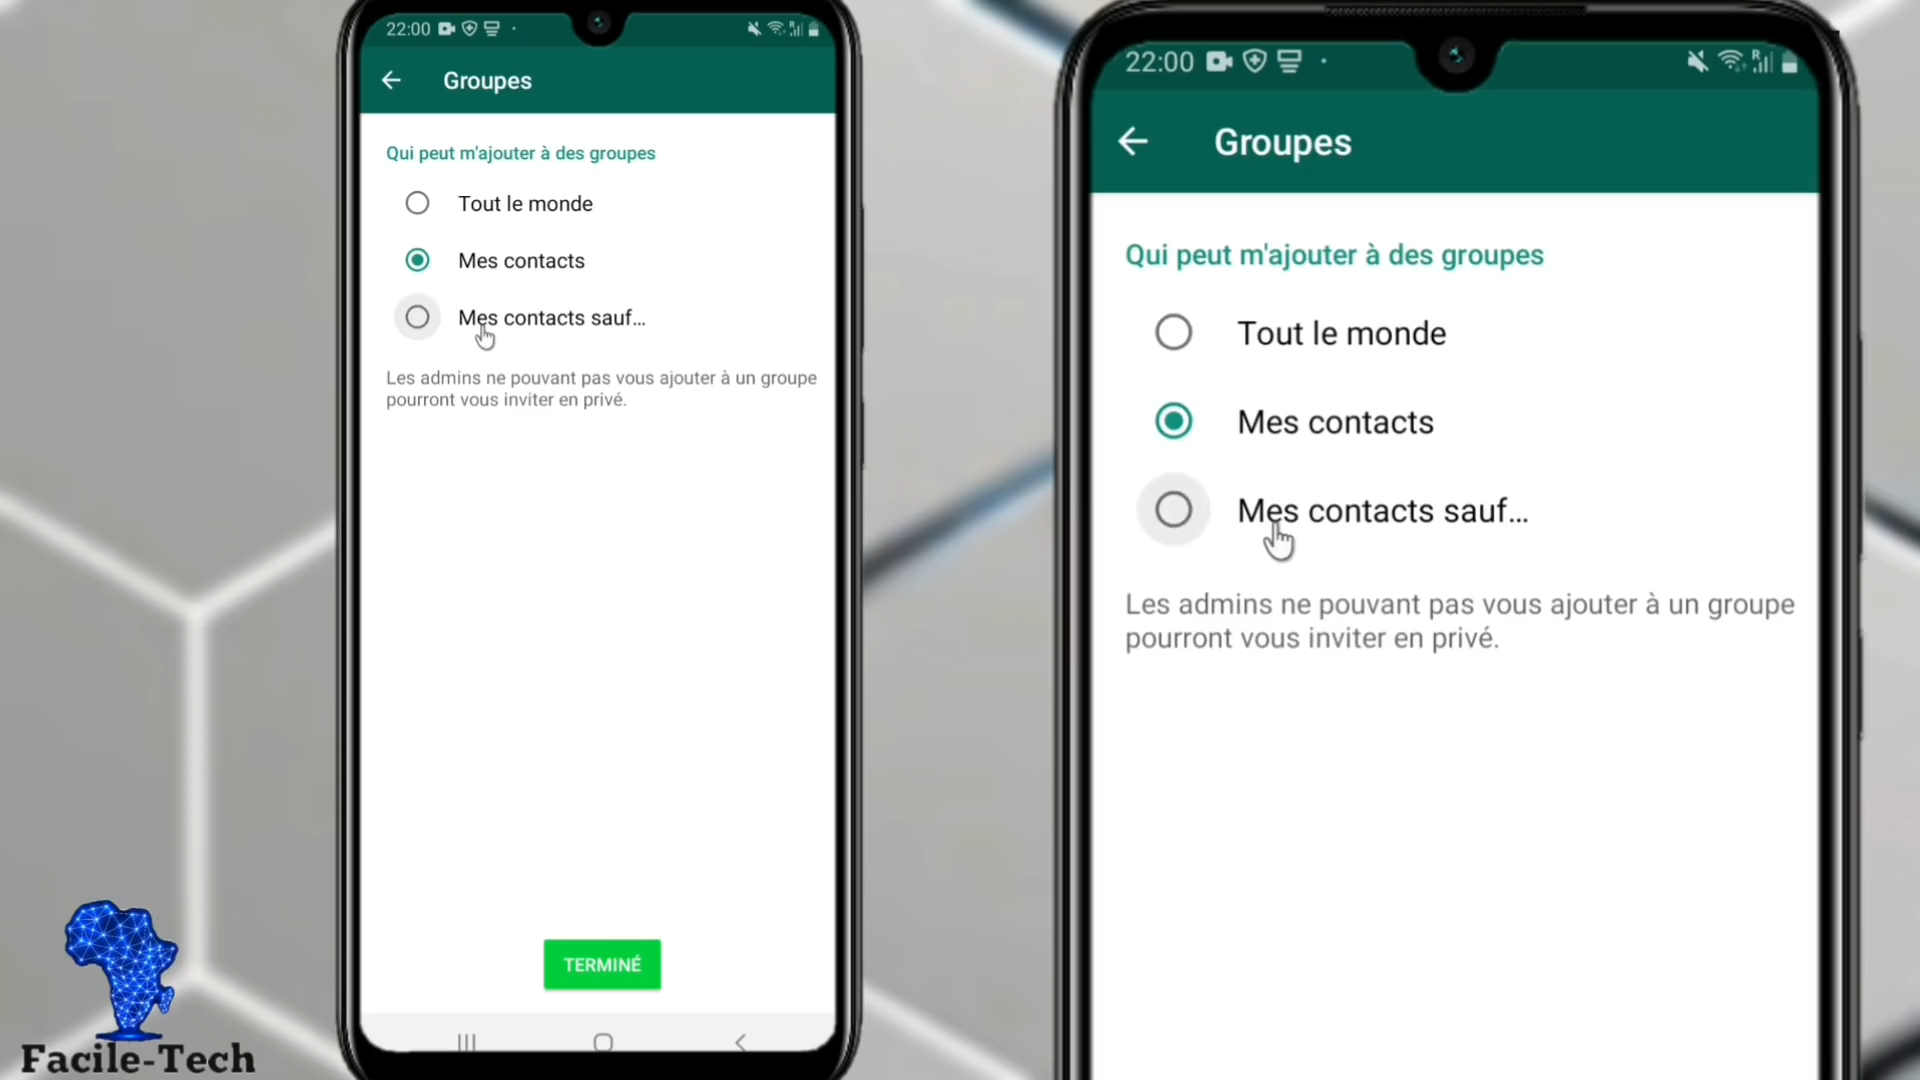 22:00
Groupes
Qui peut m'ajouter à des groupes
Tout le monde
Mes contacts
Mes contacts sauf...
Les admins ne pouvant pas vous ajouter à un groupe
pourront vous inviter en privé.
TERMINÉ
Facile-Tech
22:00
R
Groupes
Qui peut m'ajouter à des groupes
Tout le monde
Mes contacts
Mes contacts sauf...
Les admins ne pouvant pas vous ajouter à un groupe
pourront vous inviter en privé.